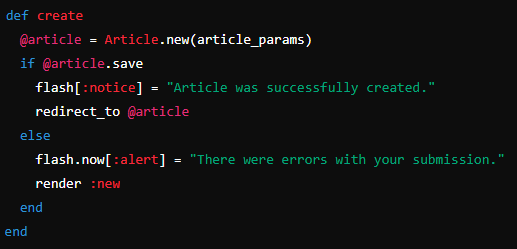 def create
  @article = Article.new(article_params)
  if @article.save
    flash[:notice] = "Article was successfully created."
    redirect_to @article
  else
    flash.now[:alert] = "There were errors with your submission."
    render :new
  end
end